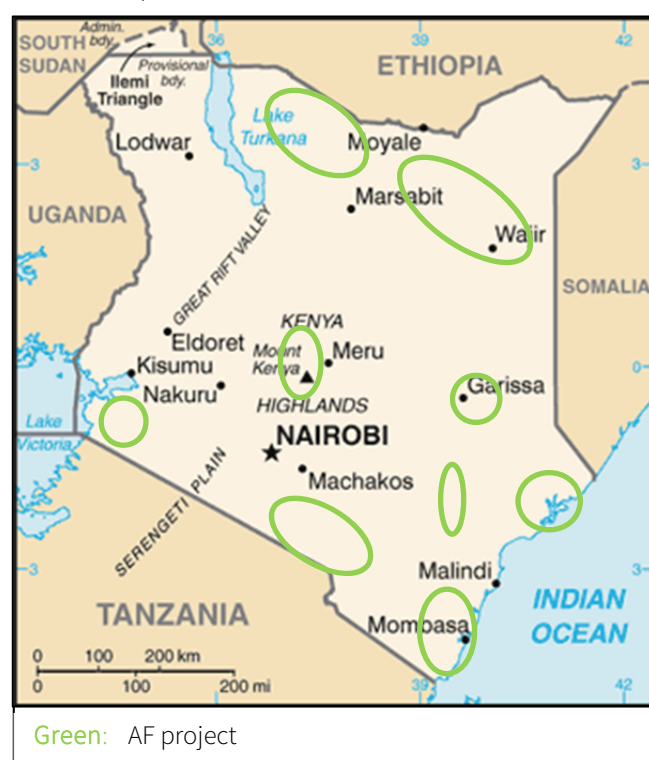 36
39
42
Admin.
bdy.
SOUTH
SUDAN
Provisional
bdy.
Ilemi
Triangle
ETHIOPIA
Lake
Turkana
Lodwar
Moyale
3
3
Marsabit
UGANDA
Wajir
GREAT RIFT VALLEY
SOMALIA
KENYA
Eldoret
Mount
Kenya
Meru
Kisumu
0
Nakuru
Garissa
HIGHLANDS
Lake
Victoria
NAIROBI
SERENGETI PLAIN
Machakos
3
3
Malindi
INDIAN
OCEAN
TANZANIA
Mombasa
0 100 200 km
0 100 200 mi
39
42
Green: AF project